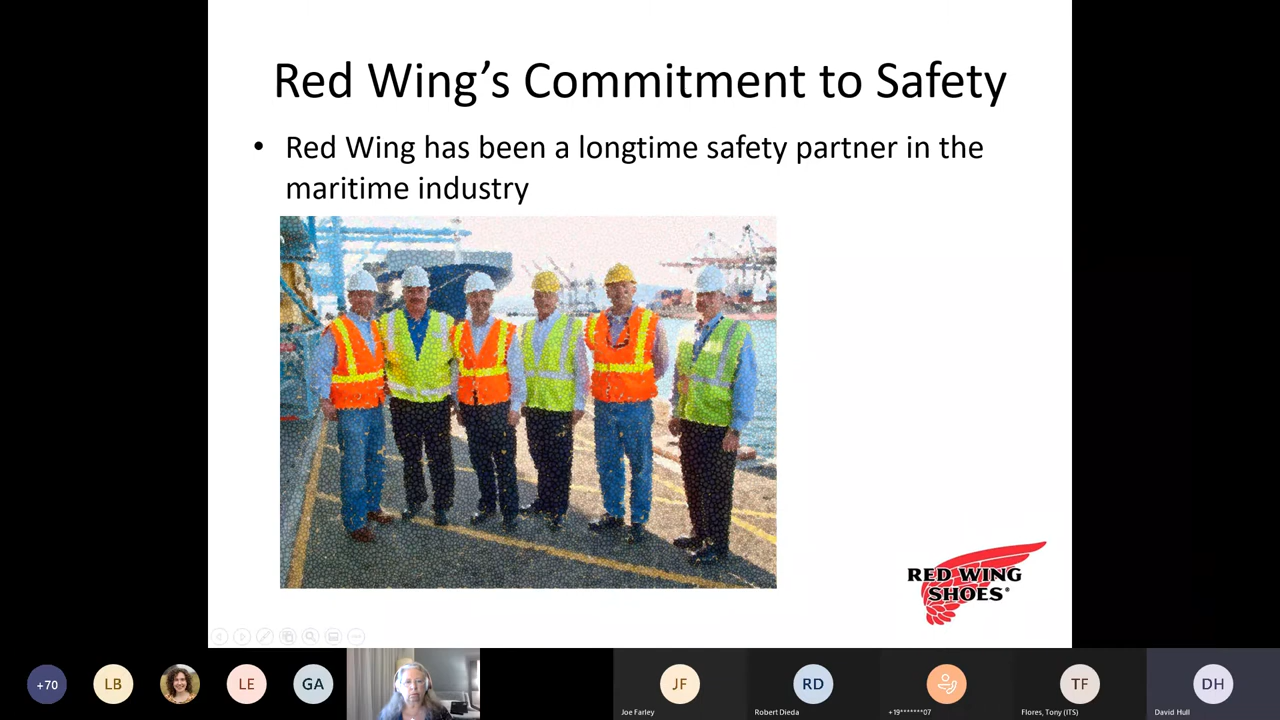 Red Wing's Commitment to Safety
• Red Wing has been a longtime safety partner in the
maritime industry
RED WING
SHOES®
+70
LB
LE
GA
JF
RD
TF
DH
Joe Farley
Robert Dieda
+19*******07
Flores, Tony (ITS)
David Hull